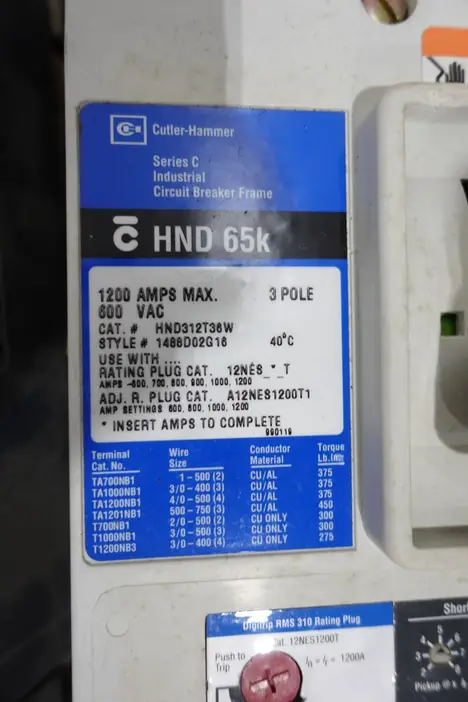 Cutler-Hammer
Series C
Industrial
Circuit Breaker Frame
C HND 65k
1200 AMPS MAX. 3 POLE
600 VAC
CAT. # HND312T36W
STYLE # 1488D02G16 40°C
USE WITH ....
RATING PLUG CAT. 12NES_*_T
AMPS -600, 700, 800, 900, 1000, 1200
ADJ. R. PLUG CAT. A12NES1200T1
AMP SETTINGS 600, 800, 1000, 1200
* INSERT AMPS TO COMPLETE
990119
Terminal Cat. No. Wire Size Conductor Material Torque Lb.In.
TA700NB1 1-500 (2) CU/AL 375
TA1000NB1 3/0-400 (3) CU/AL 375
TA1200NB1 4/0-500 (4) CU/AL 375
TA1201NB1 500-750 (3) CU/AL 450
T700NB1 2/0-500 (2) CU ONLY 300
T1000NB1 3/0-500 (3) CU ONLY 300
T1200NB3 3/0-400 (4) CU ONLY 275
Digitrip RMS 310 Rating Plug
Cat. 12NES1200T
Push to
Trip
In = Ir = 1200A
Shor
Pickup @ x